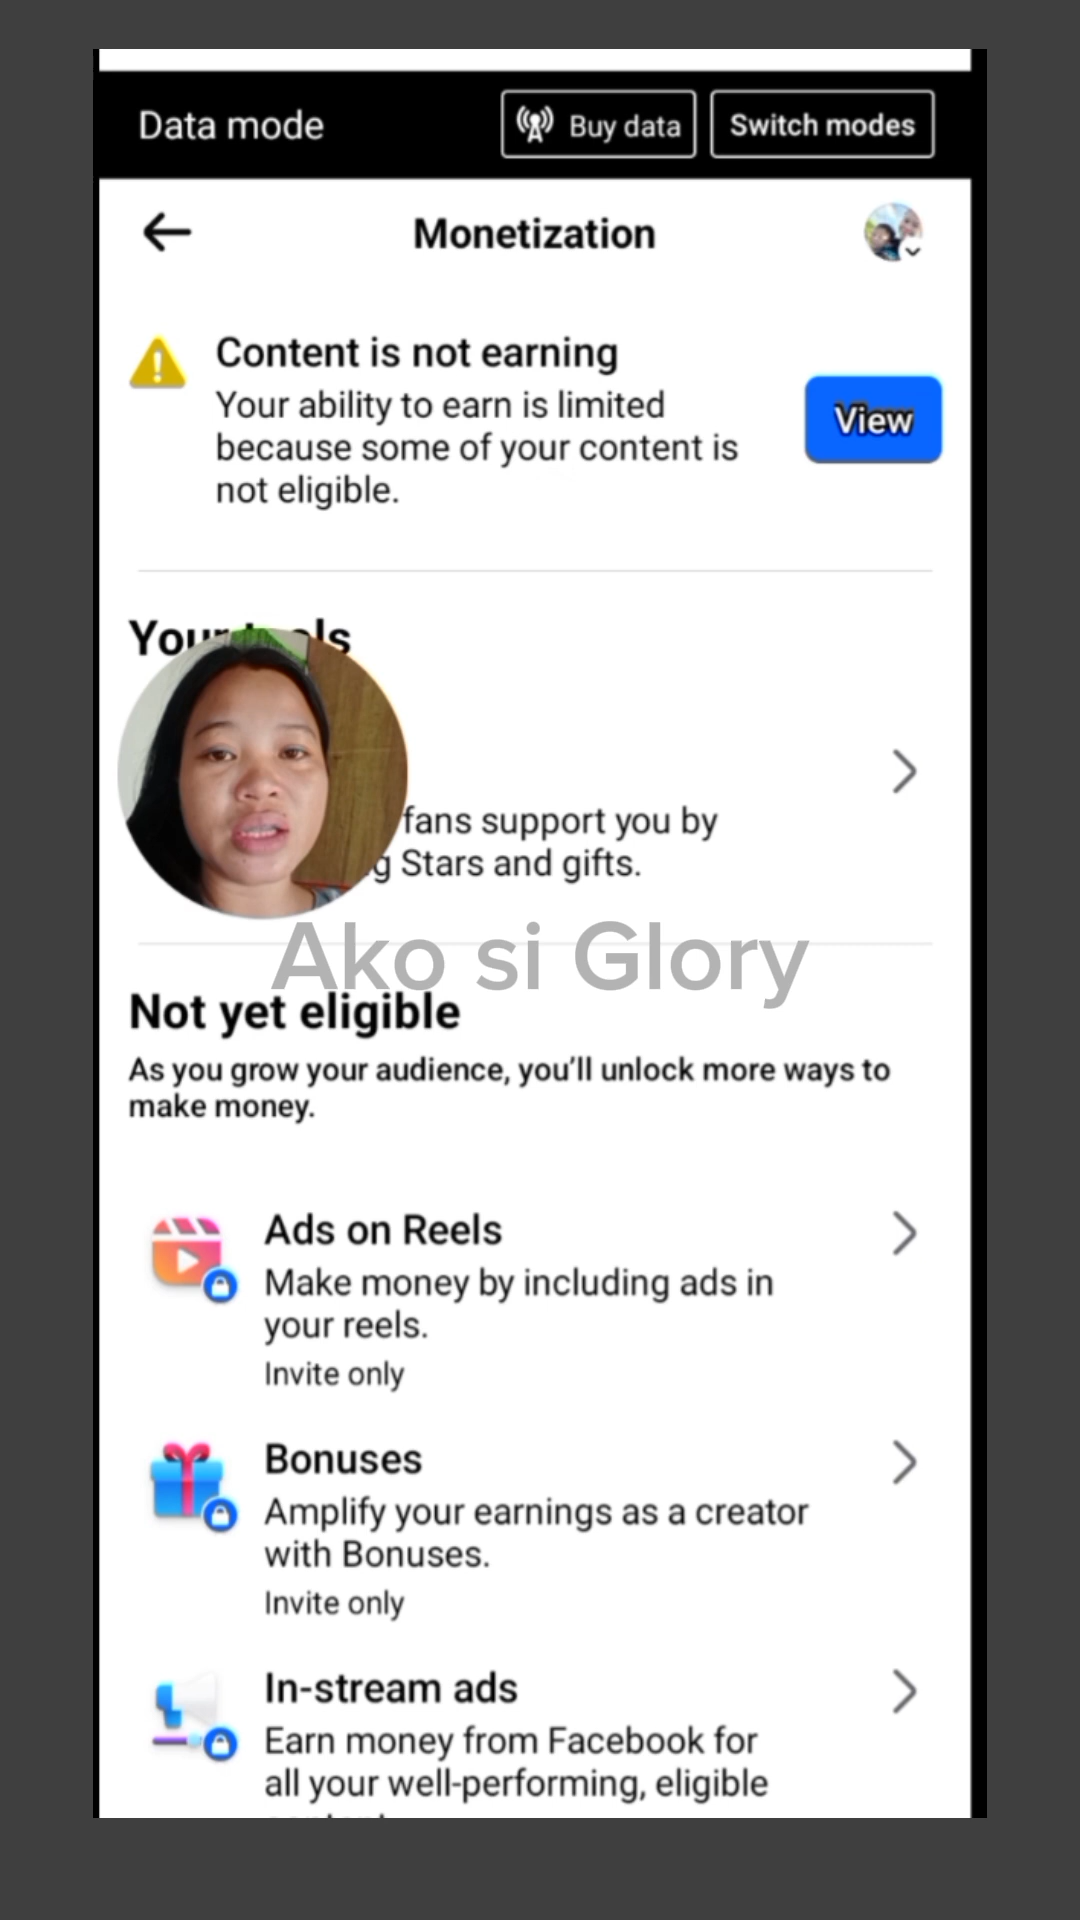 Data mode
Buy data
Switch modes
Monetization
Content is not earning
Your ability to earn is limited
because some of your content is
not eligible.
View
fans support you by
Stars and gifts.
Ako si Glory
Not yet eligible
As you grow your audience, you’ll unlock more ways to
make money.
Ads on Reels
Make money by including ads in
your reels.
Invite only
Bonuses
Amplify your earnings as a creator
with Bonuses.
Invite only
In-stream ads
Earn money from Facebook for
all your well-performing, eligible